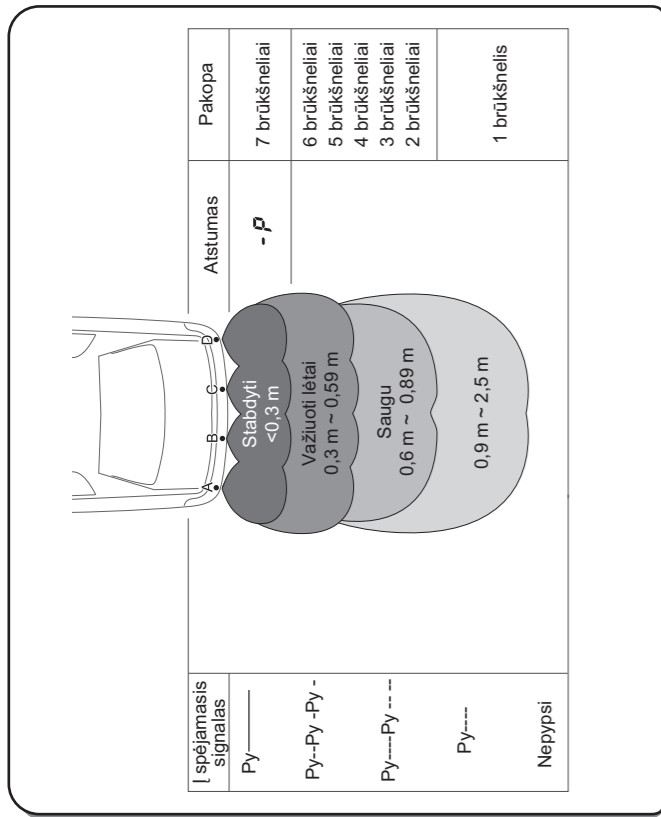 Įspėjamasis
signalas
Atstumas
Pakopa
A
B
C
D
Py———
Stabdyti
<0,3 m
- P
7 brūkšneliai
Py--Py -Py -
Važiuoti lėtai
0,3 m ~ 0,59 m
6 brūkšneliai
5 brūkšneliai
4 brūkšneliai
3 brūkšneliai
2 brūkšneliai
Py----Py -- --
Saugu
0,6 m ~ 0,89 m
Py----
0,9 m ~ 2,5 m
1 brūkšnelis
Nepypsi